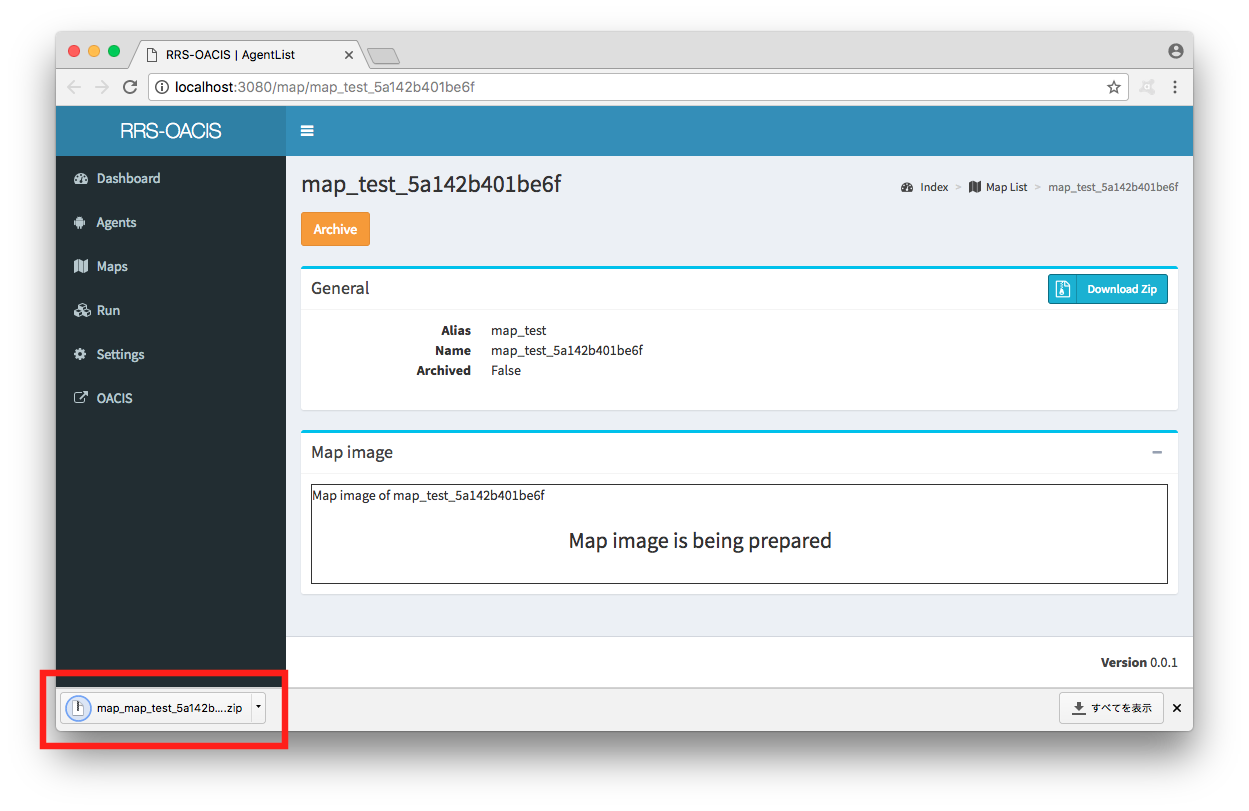 RRS-OACIS | AgentList
localhost:3080/map/map_test_5a142b401be6f
RRS-OACIS
Dashboard
Agents
Maps
Run
Settings
OACIS
map_test_5a142b401be6f
Index > Map List > map_test_5a142b401be6f
Archive
General
Download Zip
Alias map_test
Name map_test_5a142b401be6f
Archived False
Map image
Map image of map_test_5a142b401be6f
Map image is being prepared
Version 0.0.1
map_map_test_5a142b....zip
すべてを表示